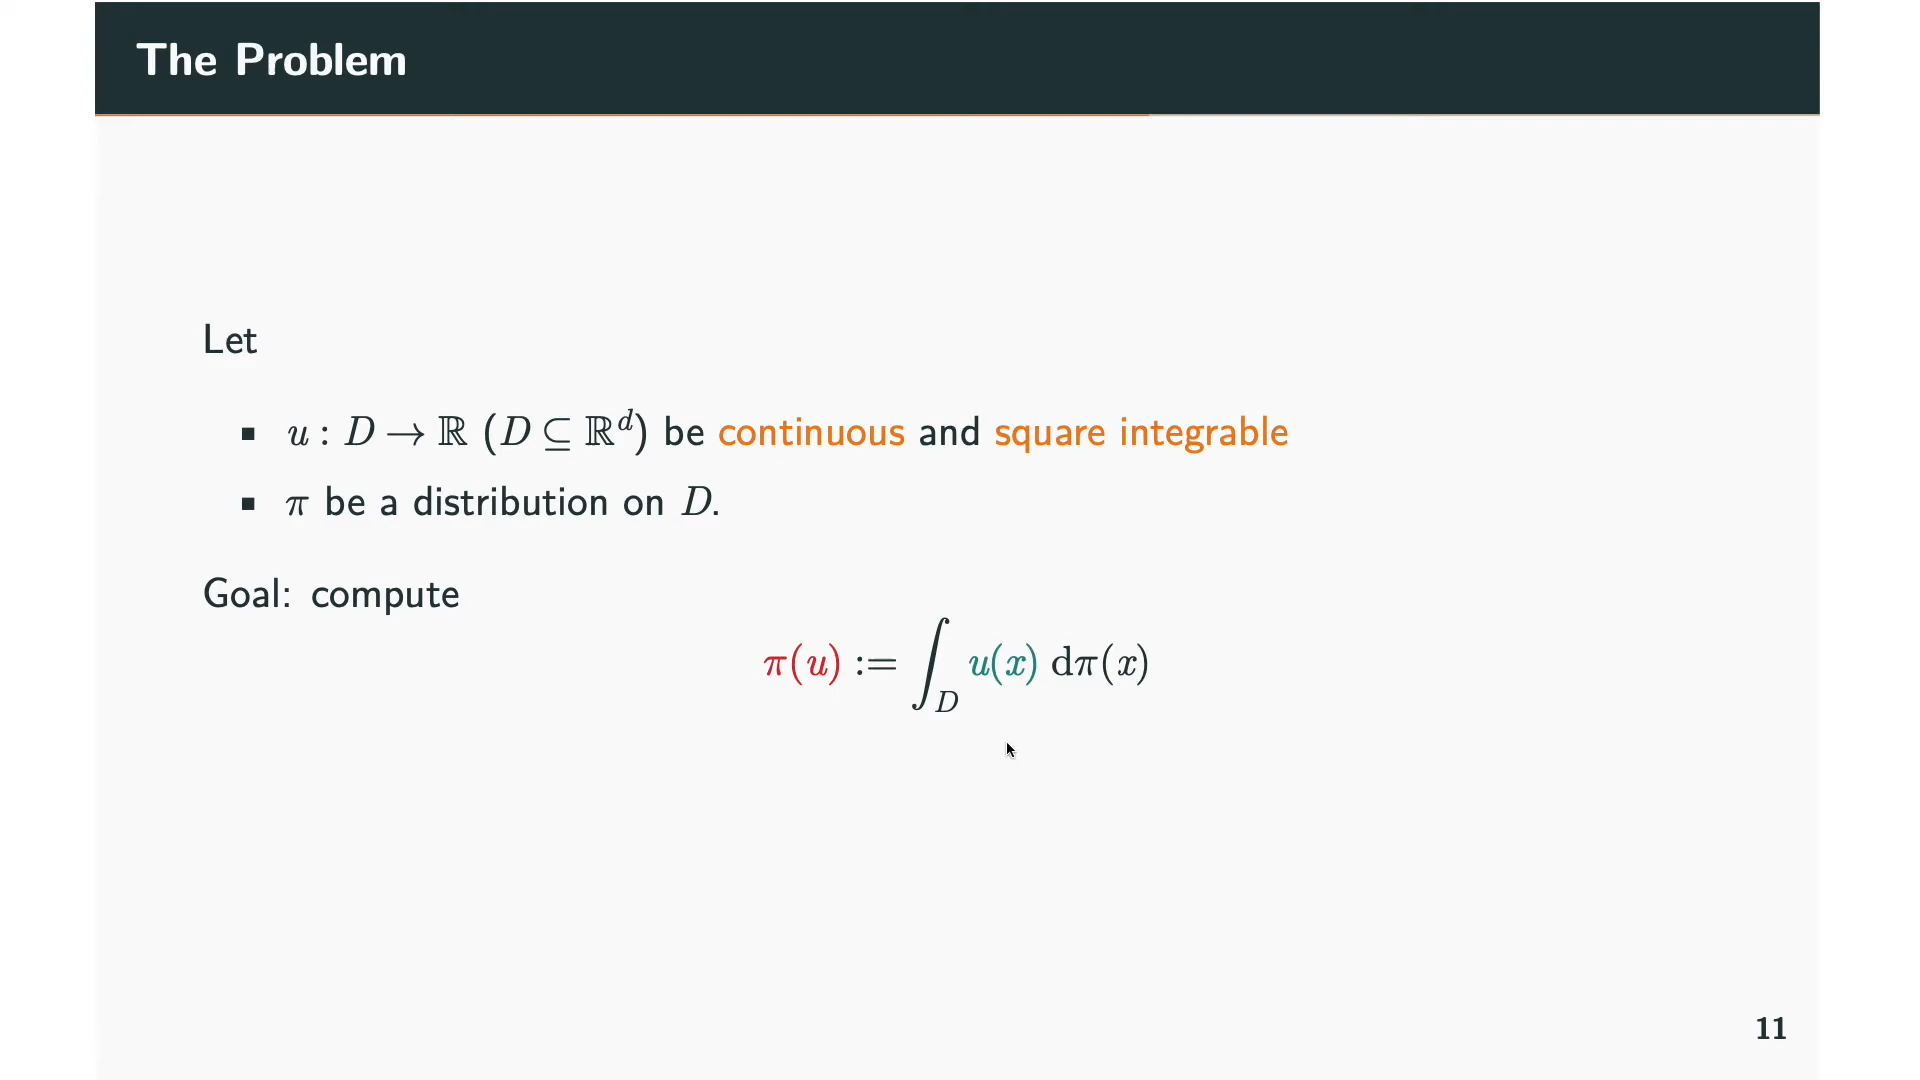 The Problem
Let
▪ u : D → ℝ (D ⊆ ℝ^d) be continuous and square integrable
▪ π be a distribution on D.
Goal: compute
π(u) := ∫_D u(x) dπ(x)
11